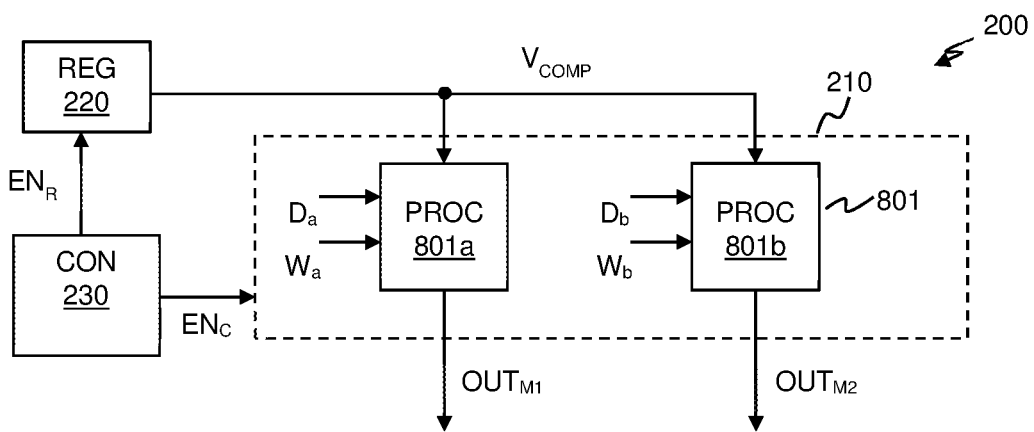 200
REG
220
V_COMP
210
EN_R
D_a
W_a
PROC
801a
D_b
W_b
PROC
801b
801
CON
230
EN_C
OUT_M1
OUT_M2